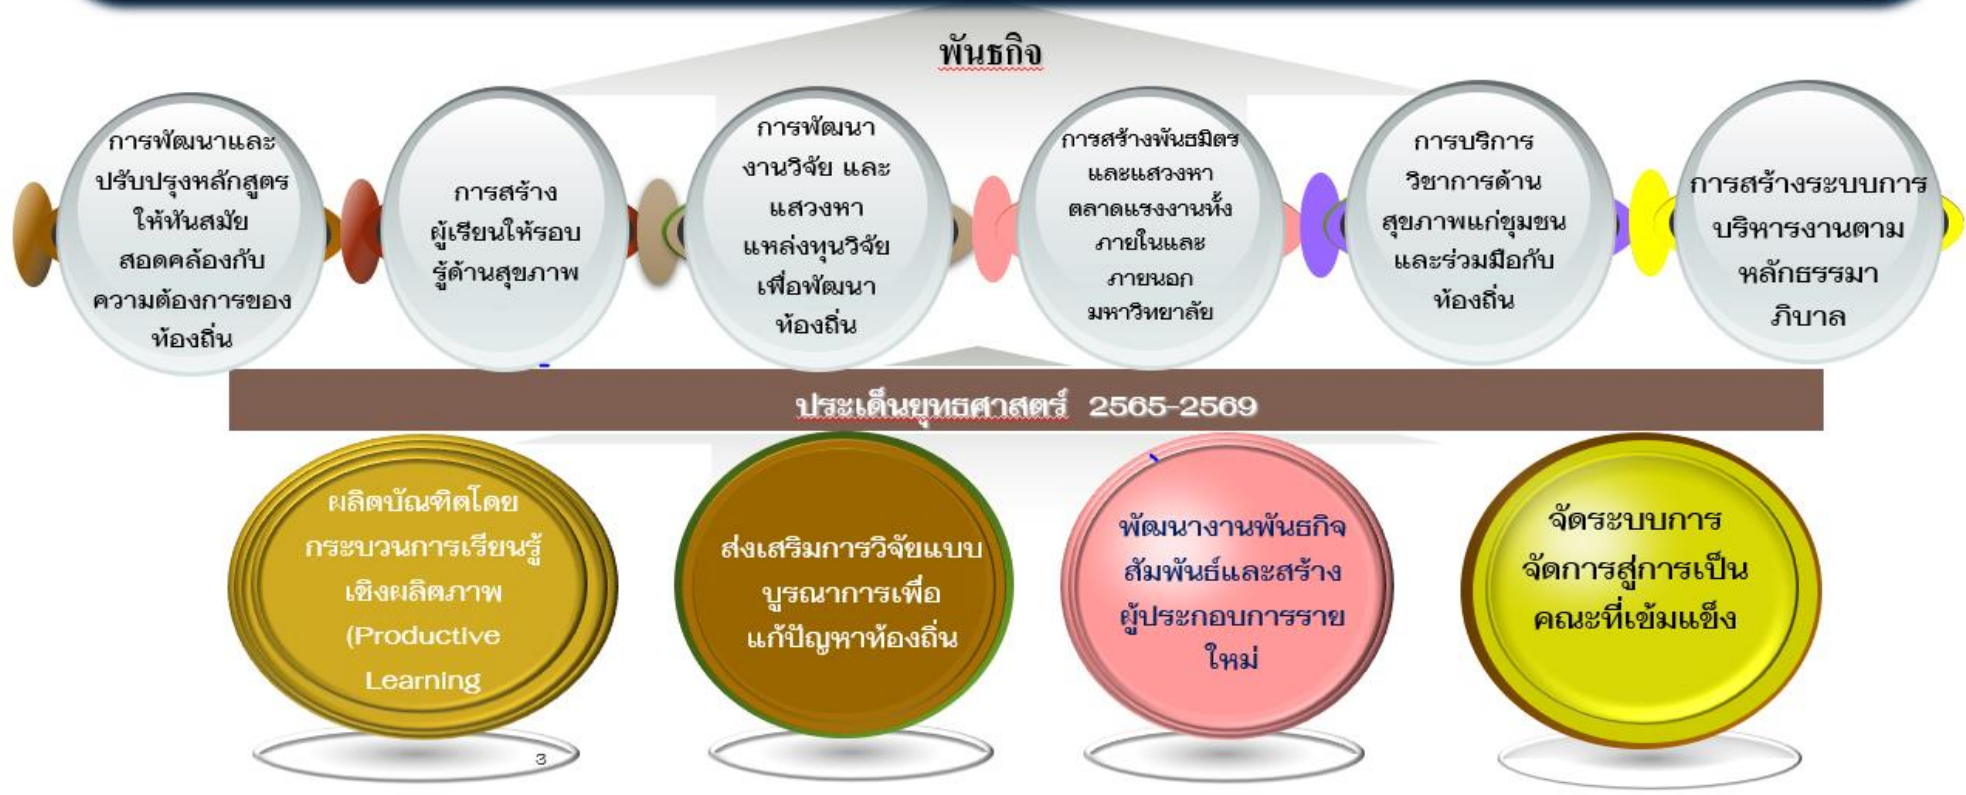 พันธกิจ
การพัฒนาและ
ปรับปรุงหลักสูตร
ให้ทันสมัย
สอดคล้องกับ
ความต้องการของ
ท้องถิ่น
การสร้าง
ผู้เรียนให้รอบ
รู้ด้านสุขภาพ
การพัฒนา
งานวิจัย และ
แสวงหา
แหล่งทุนวิจัย
เพื่อพัฒนา
ท้องถิ่น
การสร้างพันธมิตร
และแสวงหา
ตลาดแรงงานทั้ง
ภายในและ
ภายนอก
มหาวิทยาลัย
การบริการ
วิชาการด้าน
สุขภาพแก่ชุมชน
และร่วมมือกับ
ท้องถิ่น
การสร้างระบบการ
บริหารงานตาม
หลักธรรมา
ภิบาล
ประเด็นยุทธศาสตร์ 2565-2569
ผลิตบัณฑิตโดย
กระบวนการเรียนรู้
เชิงผลิตภาพ
(Productive
Learning
ส่งเสริมการวิจัยแบบ
บูรณาการเพื่อ
แก้ปัญหาท้องถิ่น
พัฒนางานพันธกิจ
สัมพันธ์และสร้าง
ผู้ประกอบการราย
ใหม่
จัดระบบการ
จัดการสู่การเป็น
คณะที่เข้มแข็ง
3